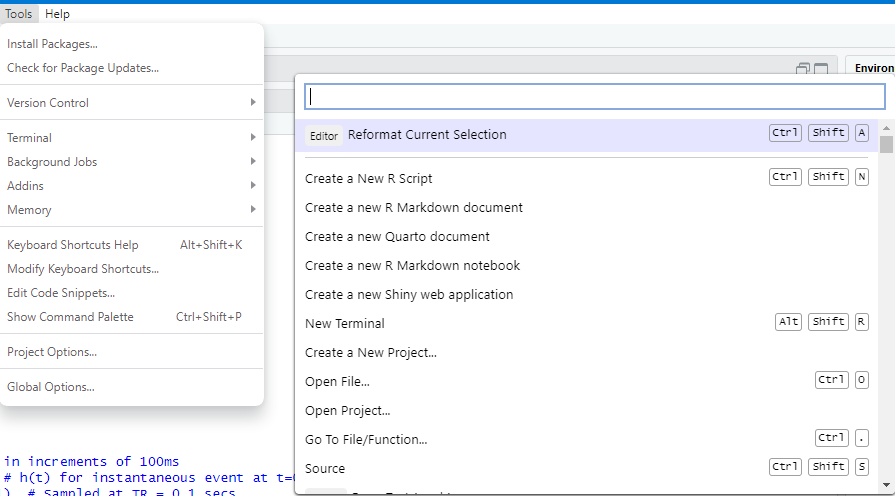 Tools Help
Install Packages...
Check for Package Updates...
Version Control
Terminal
Background Jobs
Addins
Memory
Keyboard Shortcuts Help Alt+Shift+K
Modify Keyboard Shortcuts...
Edit Code Snippets...
Show Command Palette Ctrl+Shift+P
Project Options...
Global Options...
Environ
Editor Reformat Current Selection Ctrl Shift A
Create a New R Script Ctrl Shift N
Create a new R Markdown document
Create a new Quarto document
Create a new R Markdown notebook
Create a new Shiny web application
New Terminal Alt Shift R
Create a New Project...
Open File... Ctrl O
Open Project...
Go To File/Function... Ctrl .
Source Ctrl Shift S
in increments of 100ms
# h(t) for instantaneous event at t=0
) # Sampled at TR = 0.1 secs